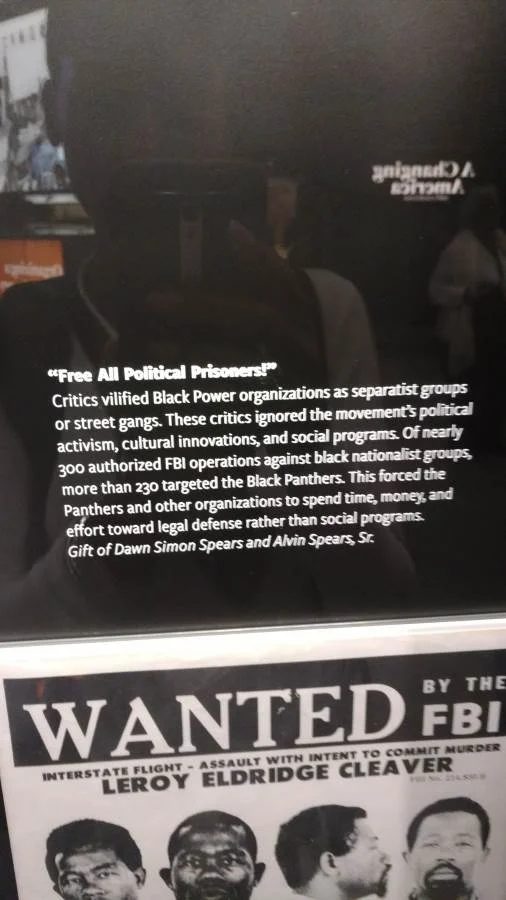 A Changing
America
"Free All Political Prisoners!"
Critics vilified Black Power organizations as separatist groups
or street gangs. These critics ignored the movement's political
activism, cultural innovations, and social programs. Of nearly
300 authorized FBI operations against black nationalist groups,
more than 230 targeted the Black Panthers. This forced the
Panthers and other organizations to spend time, money, and
effort toward legal defense rather than social programs.
Gift of Dawn Simon Spears and Alvin Spears, Sr.
WANTED BY THE
FBI
INTERSTATE FLIGHT - ASSAULT WITH INTENT TO COMMIT MURDER
LEROY ELDRIDGE CLEAVER